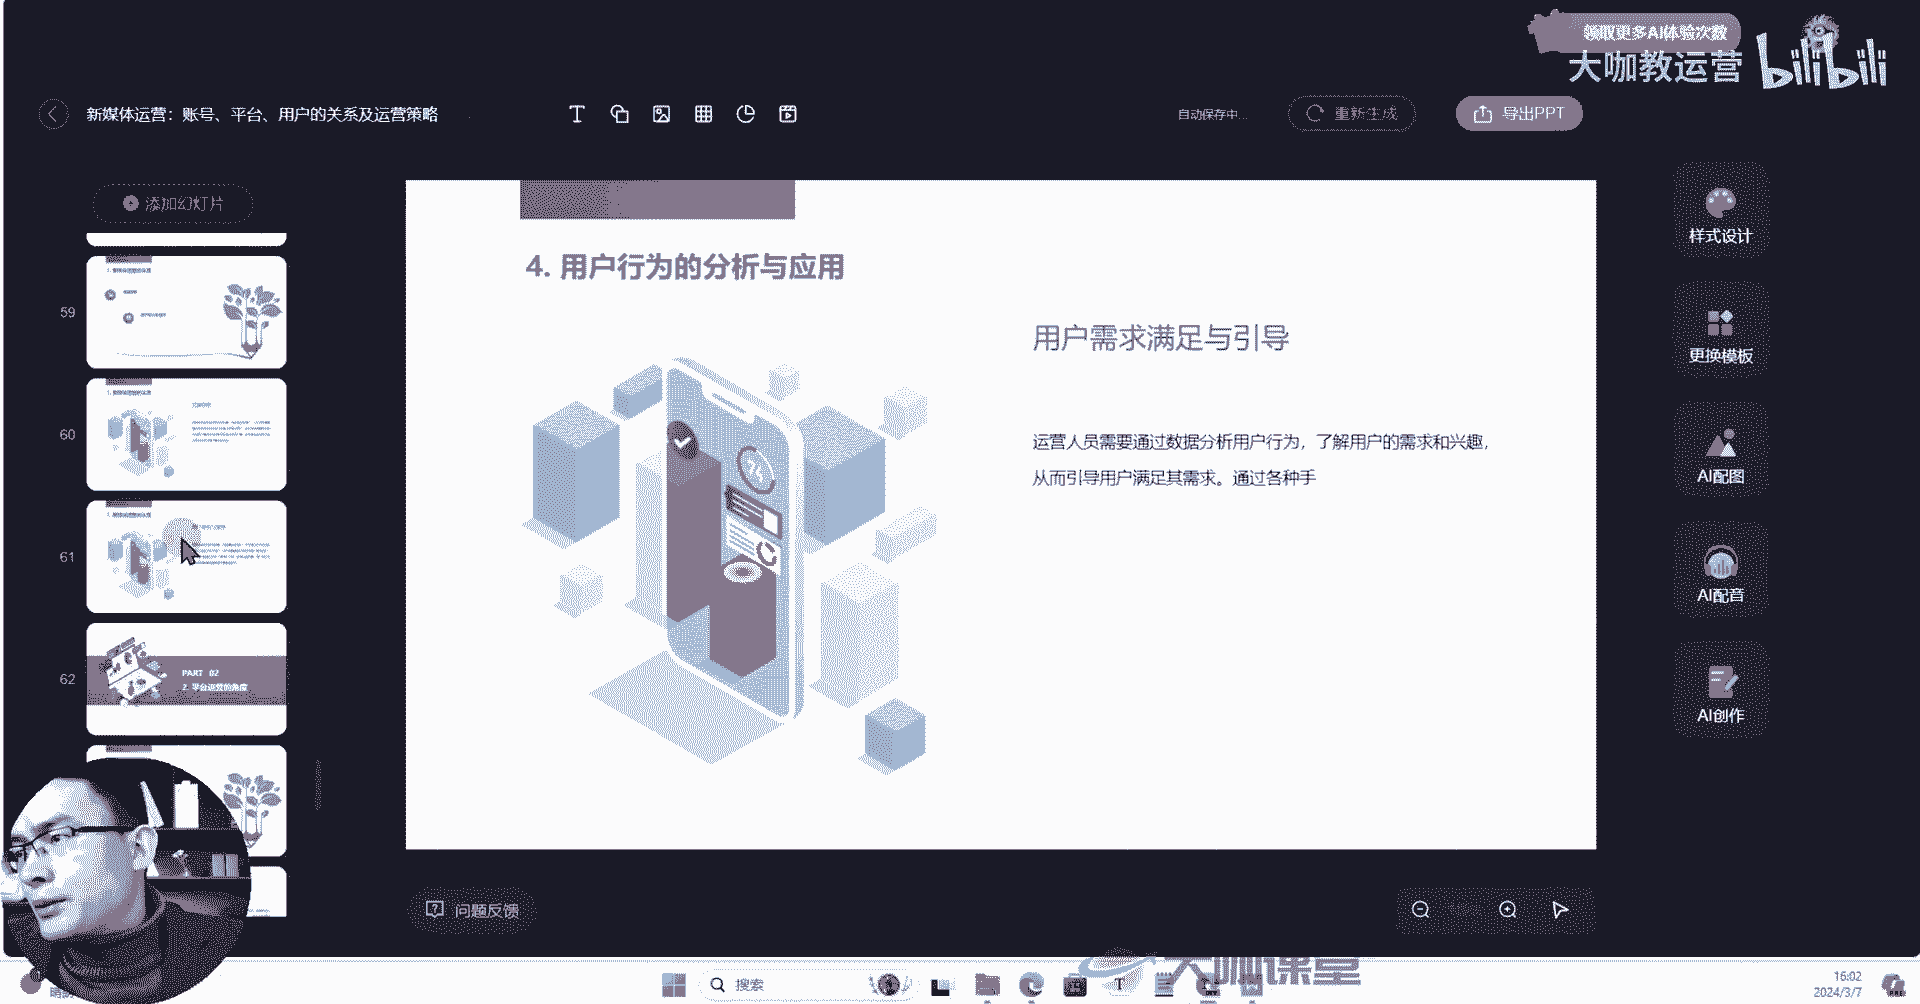 领取更多AI体验次数
大咖教运营 bilibili
新媒体运营：账号、平台、用户的关系及运营策略
自动保存中...
重新生成
导出PPT
添加幻灯片
59
60
61
62
PART 02
2. 平台运营的角度
4. 用户行为的分析与应用
用户需求满足与引导
运营人员需要通过数据分析用户行为，了解用户的需求和兴趣，
从而引导用户满足其需求。通过各种手
样式设计
更换模板
AI配图
AI配音
AI创作
问题反馈
搜索
大咖课堂
16:02
2024/3/7